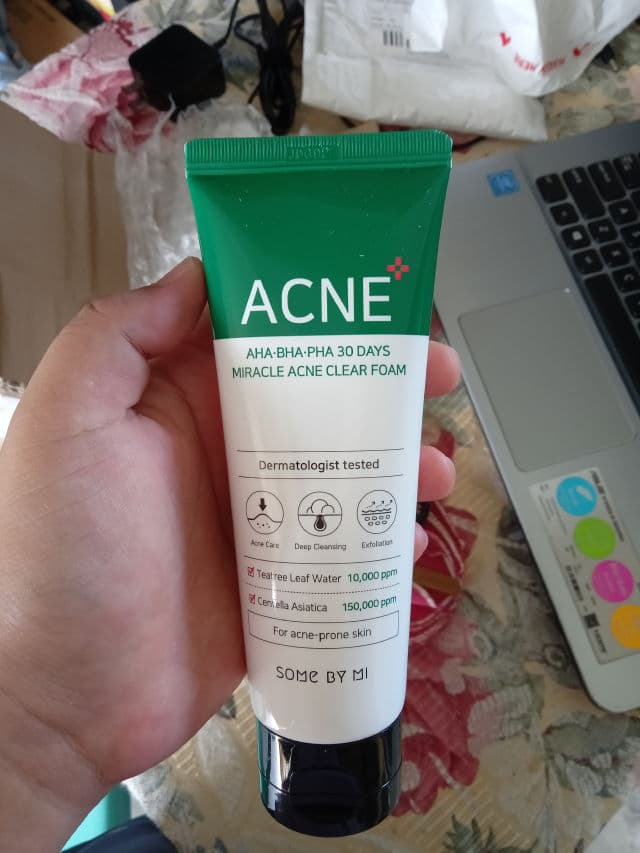 ACNE
AHA·BHA·PHA 30 DAYS
MIRACLE ACNE CLEAR FOAM
Dermatologist tested
Acne Care
Deep Cleansing
Exfoliation
Teatree Leaf Water 10,000 ppm
Centella Asiatica 150,000 ppm
For acne-prone skin
SOME BY MI